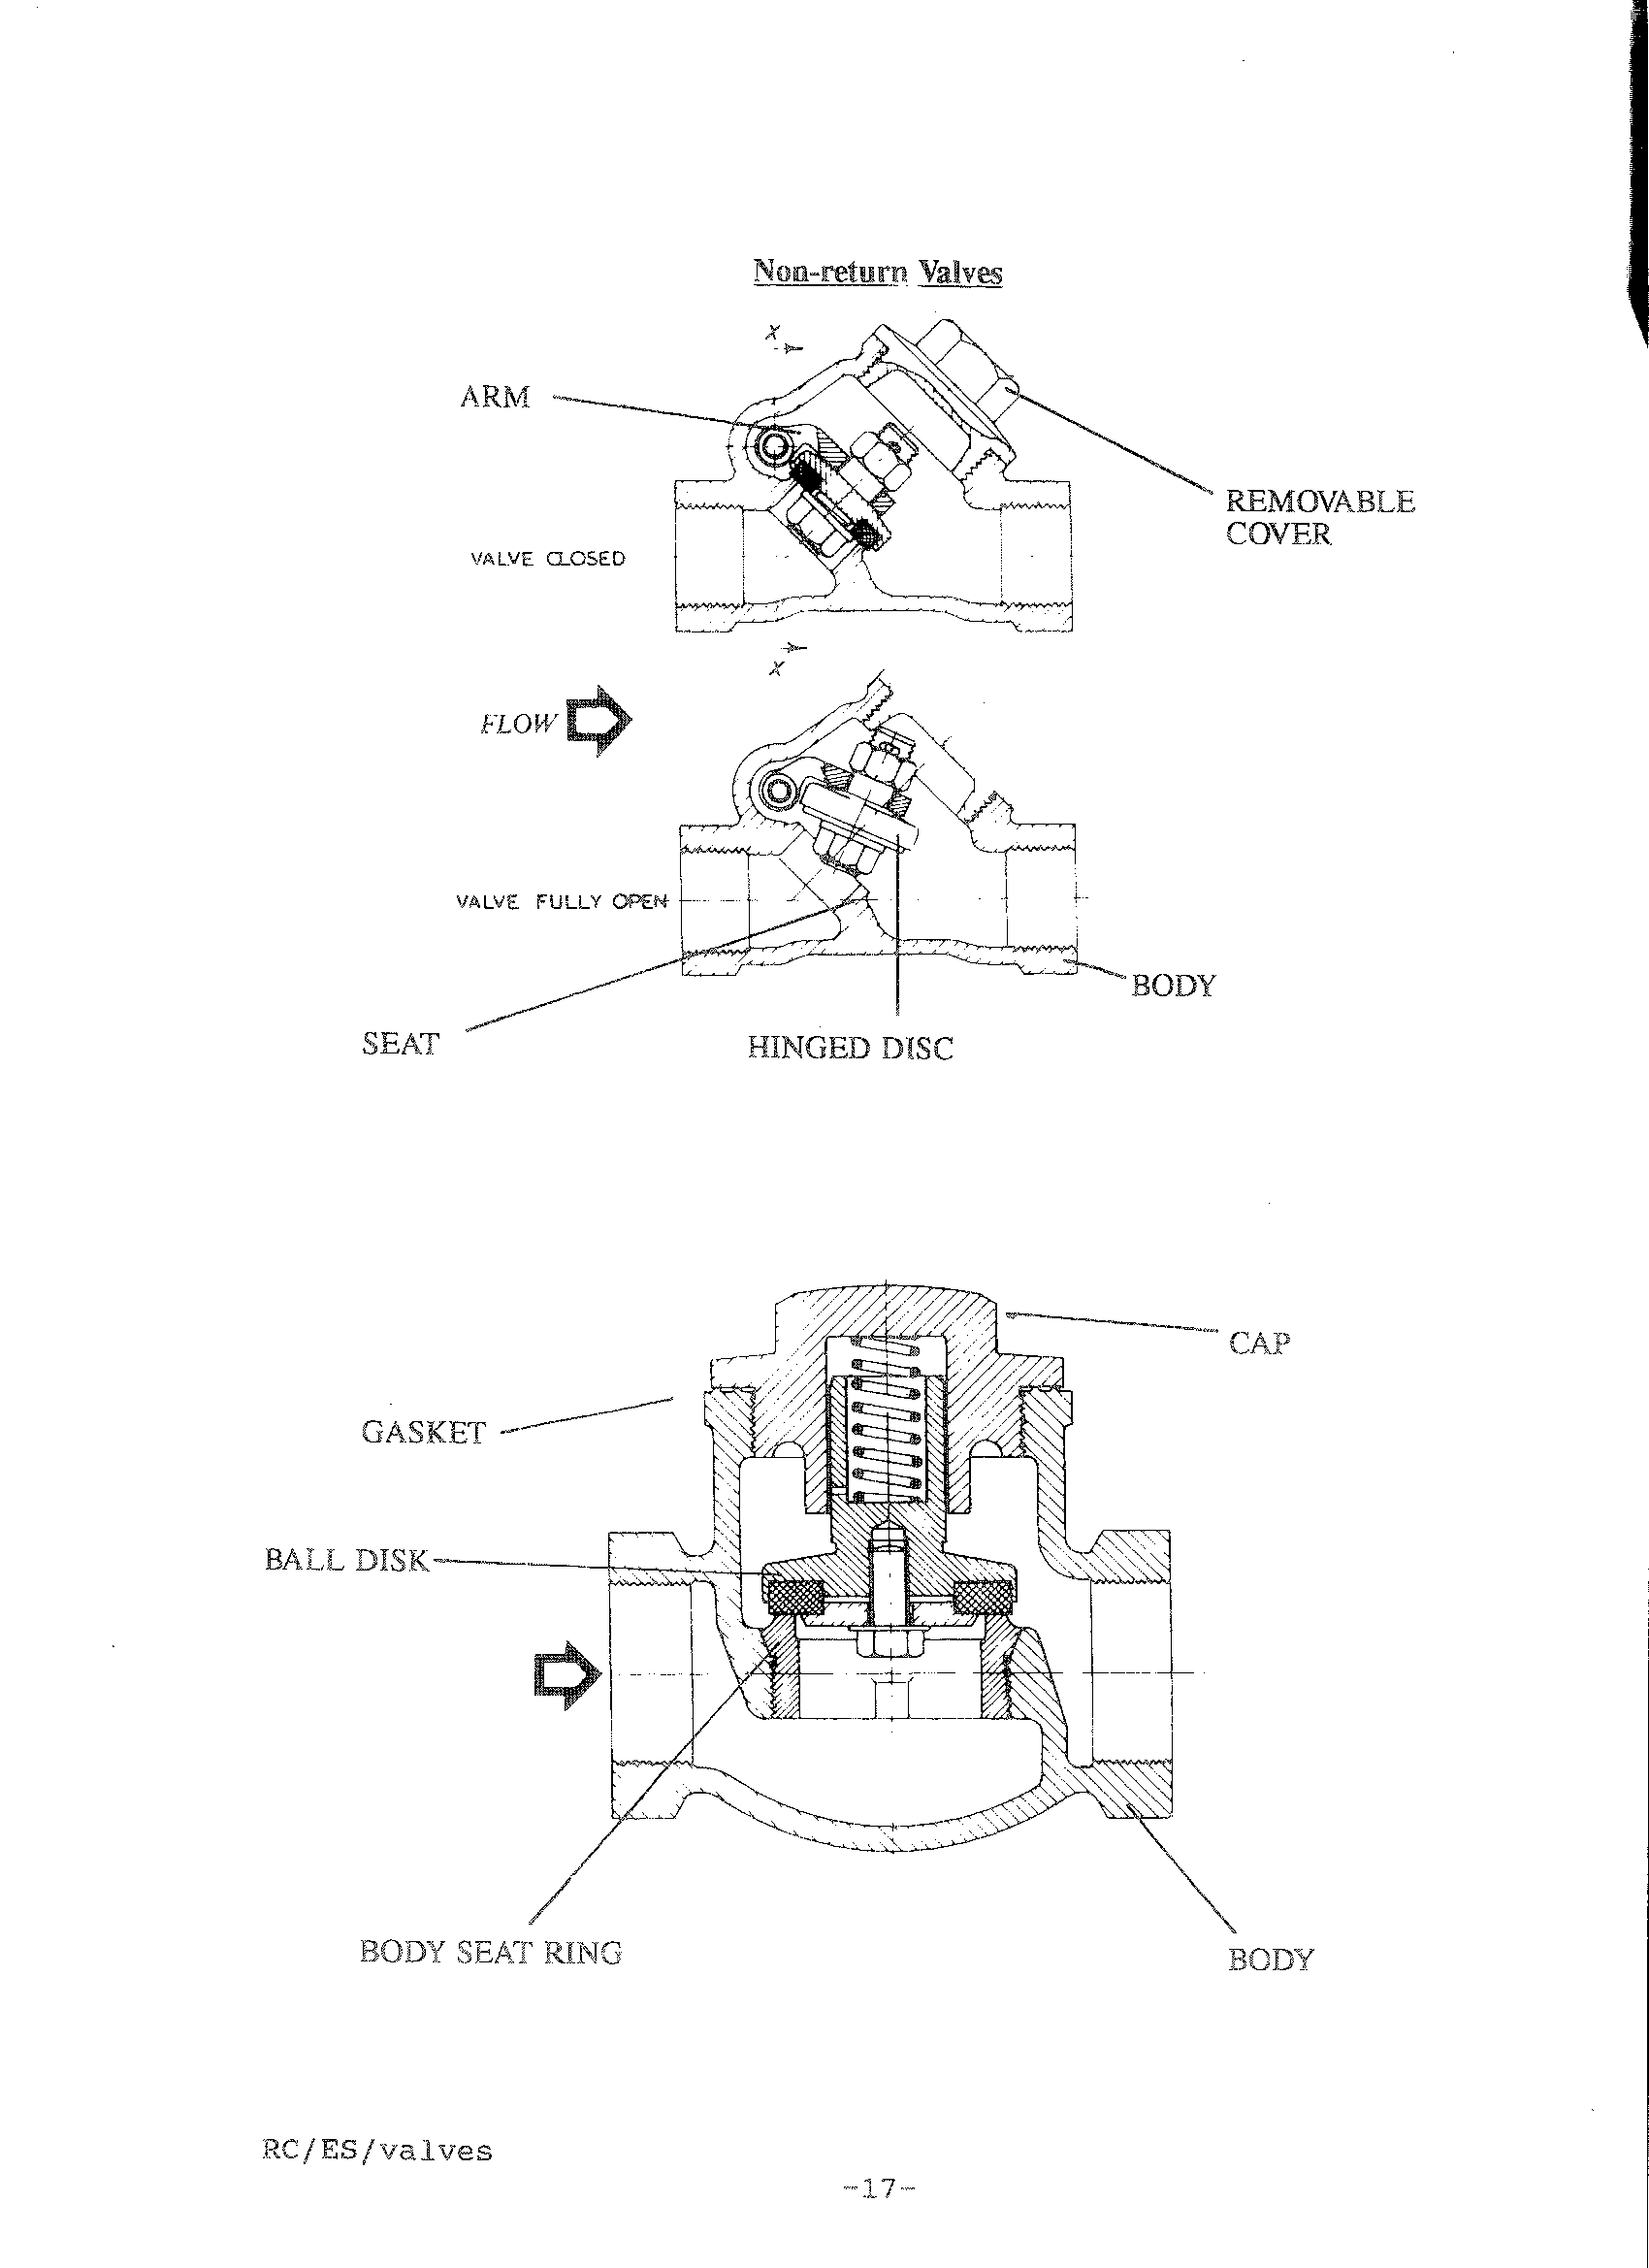 Non-return Valves
X
ARM
REMOVABLE
COVER
VALVE CLOSED
X
FLOW
VALVE FULLY OPEN
BODY
SEAT
HINGED DISC
CAP
GASKET
BALL DISK
BODY SEAT RING
BODY
RC/ES/valves
-17-